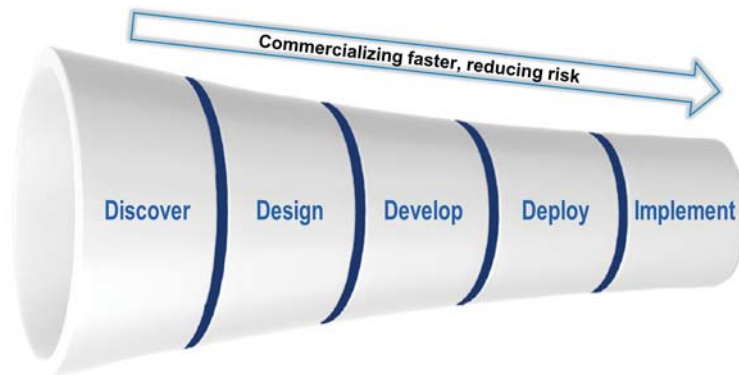 Commercializing faster, reducing risk
Discover
Design
Develop
Deploy
Implement